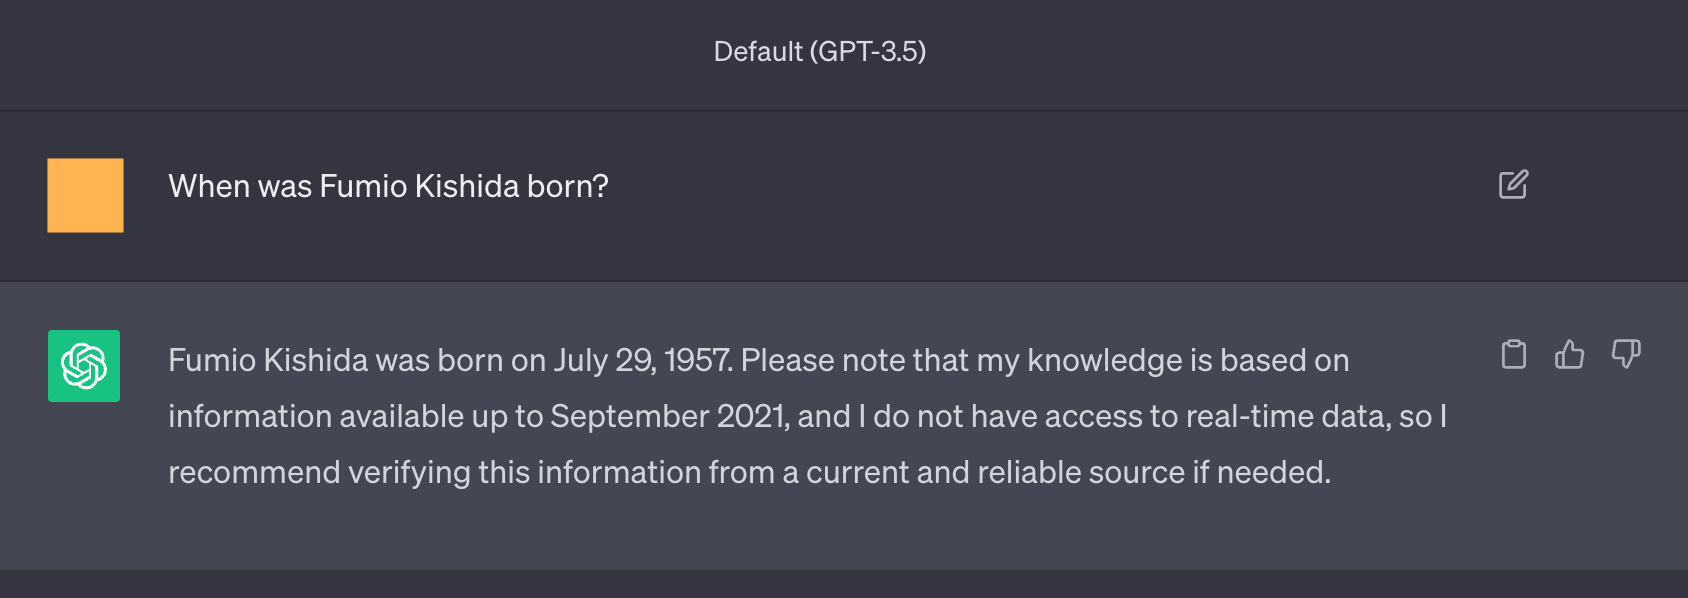 Default (GPT-3.5)
When was Fumio Kishida born?
Fumio Kishida was born on July 29, 1957. Please note that my knowledge is based on
information available up to September 2021, and I do not have access to real-time data, so I
recommend verifying this information from a current and reliable source if needed.